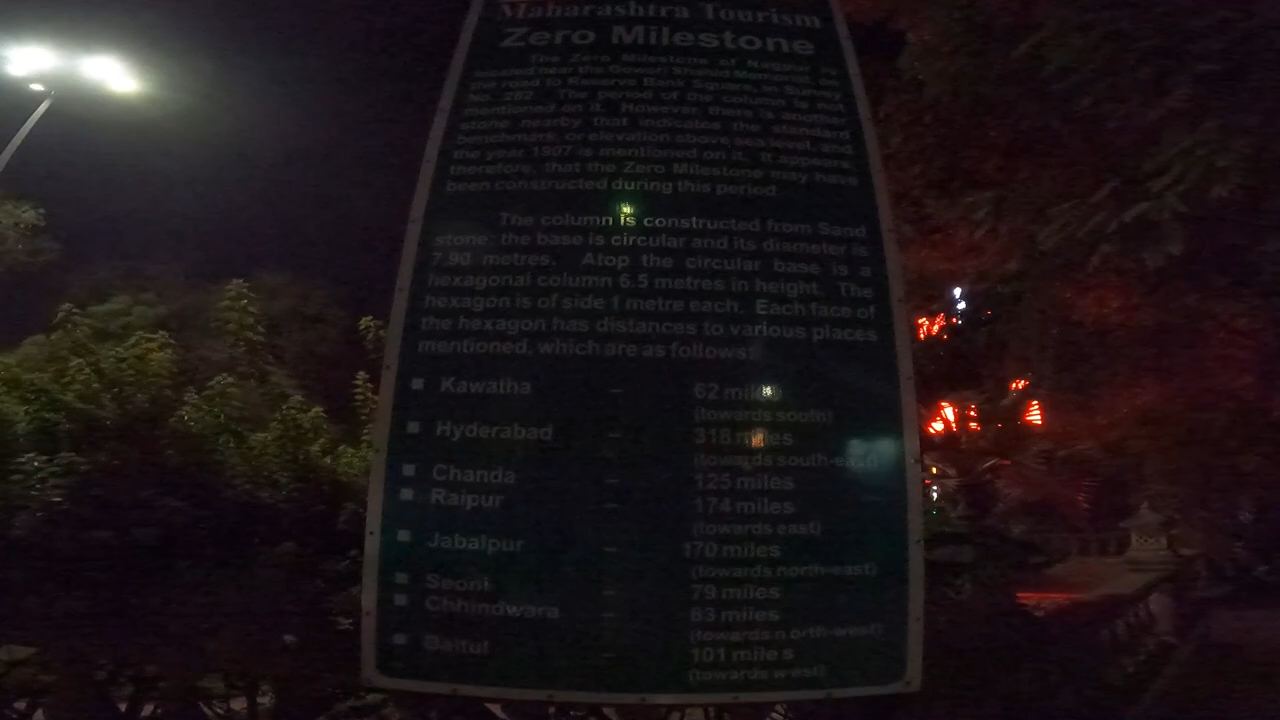 Maharashtra Tourism
Zero Milestone
The Zero Milestone of Nagpur is
located near the Gowari Shahid Memorial, on
the road to Reserve Bank Square, in Survey
No. 282. The period of the column is not
mentioned on it. However, there is another
stone nearby that indicates the standard
benchmark, or elevation above sea level, and
the year 1907 is mentioned on it. It appears,
therefore, that the Zero Milestone may have
been constructed during this period.
The column is constructed from Sand
stone: the base is circular and its diameter is
7.90 metres. Atop the circular base is a
hexagonal column 6.5 metres in height. The
hexagon is of side 1 metre each. Each face of
the hexagon has distances to various places
mentioned, which are as follows:
Kawatha – 62 miles
(towards south)
Hyderabad – 318 miles
(towards south-east)
Chanda – 125 miles
Raipur – 174 miles
(towards east)
Jabalpur – 170 miles
(towards north-east)
Seoni – 79 miles
Chhindwara – 83 miles
(towards north-west)
Baitul – 101 miles
(towards west)